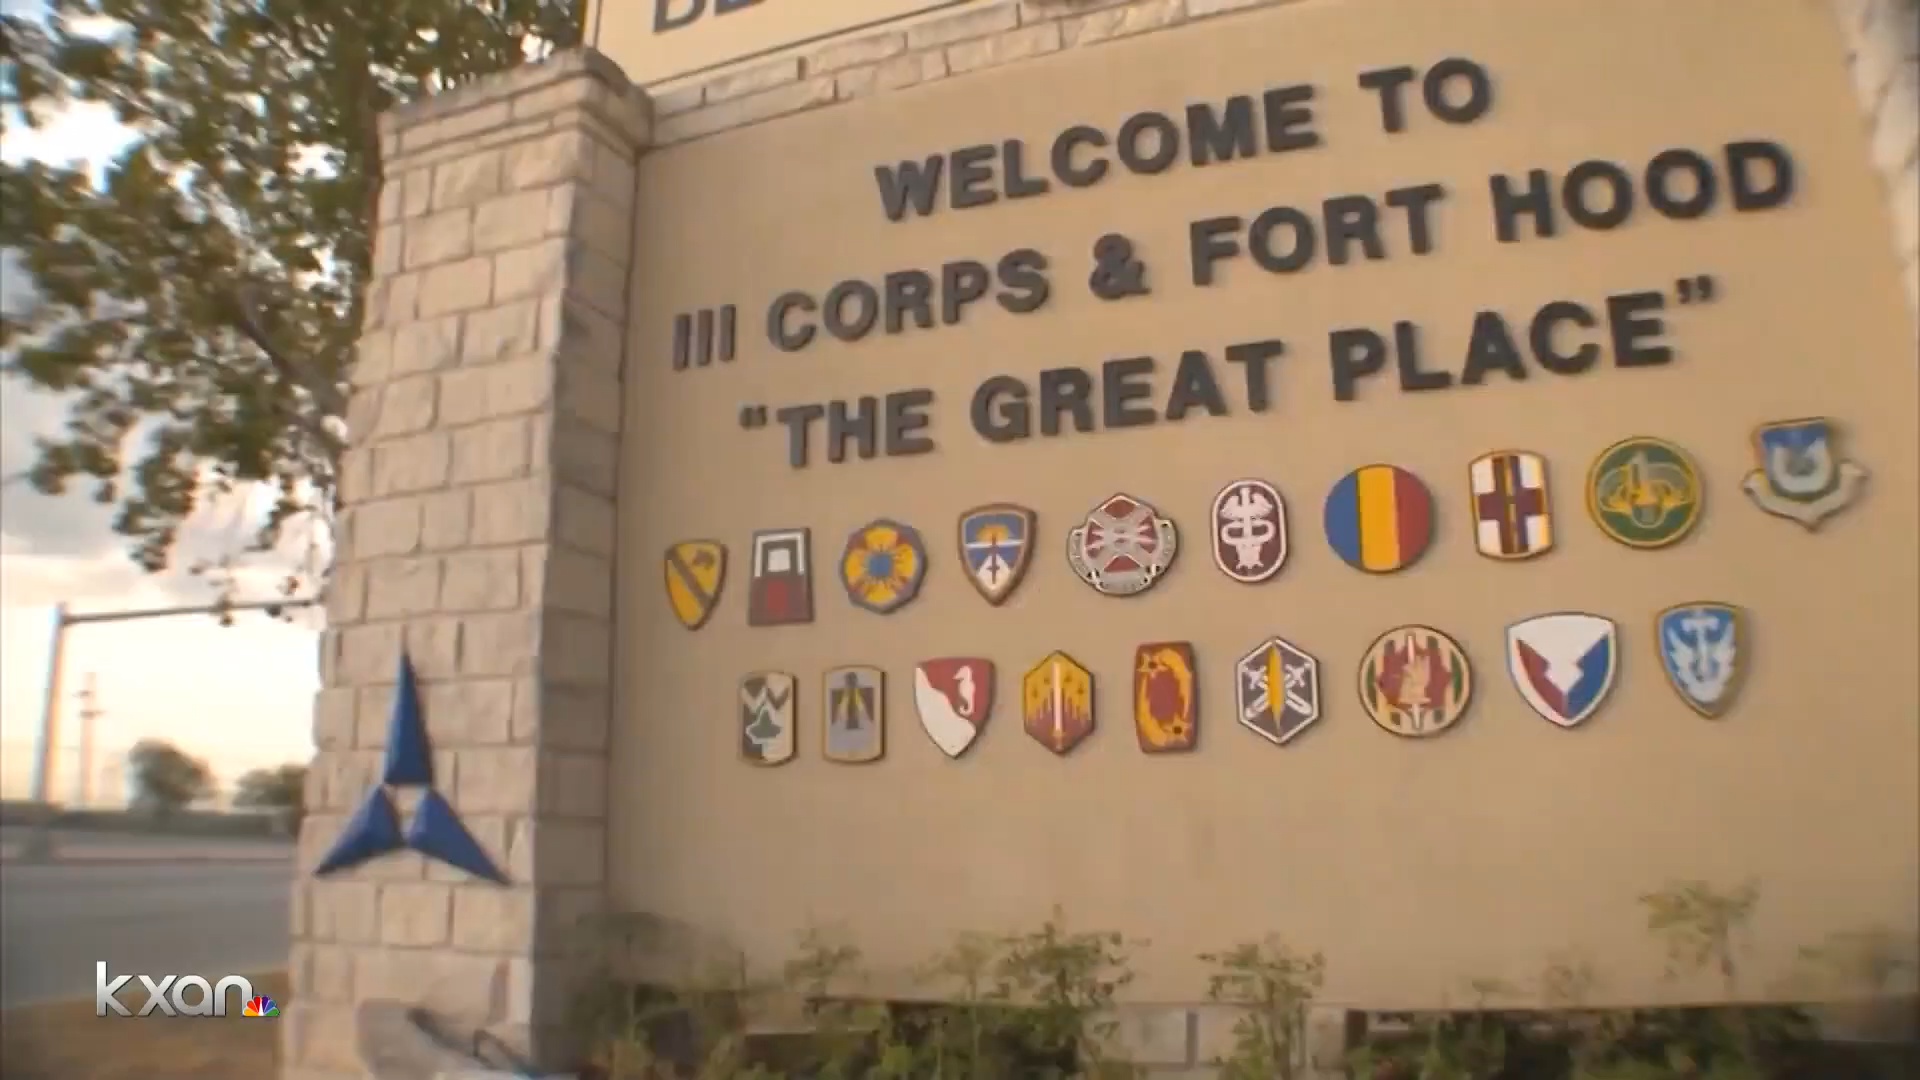 WELCOME TO
III CORPS & FORT HOOD
“THE GREAT PLACE”
kxan